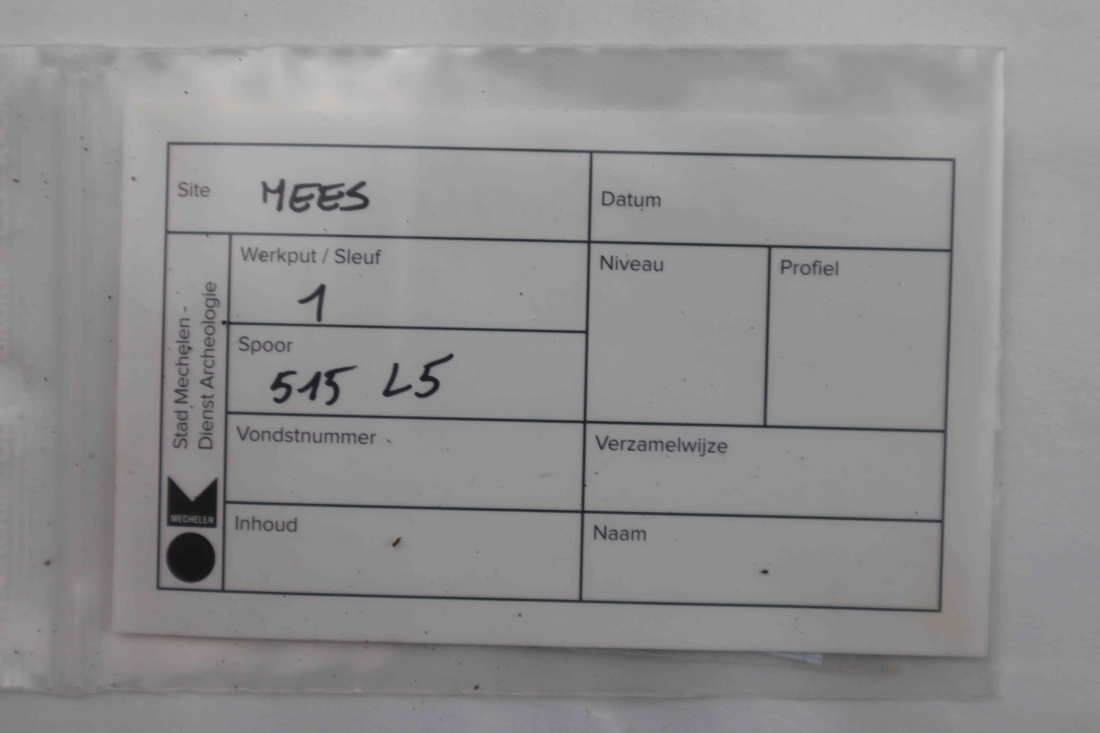 Site MEES
Datum
Werkput / Sleuf
1
Niveau
Profiel
Spoor
515 L5
Vondstnummer
Verzamelwijze
Inhoud
Naam
Stad Mechelen -
Dienst Archeologie
MECHELEN